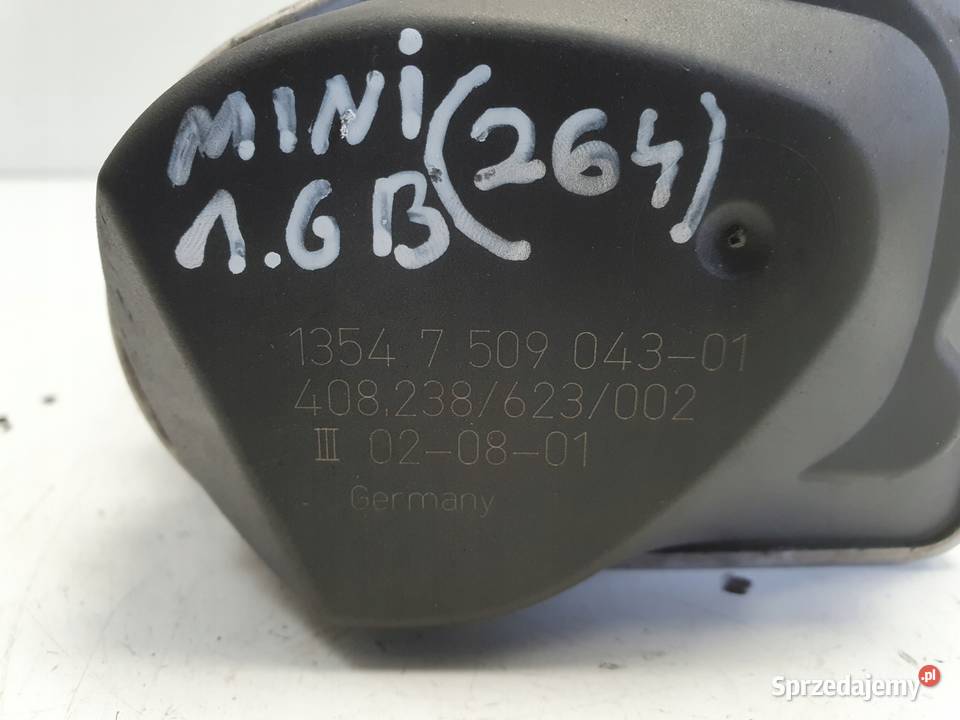 MINi (264)
1.6B
1354 7 509 043-01
408.238/623/002
III 02-08-01
Germany
Sprzedajemy.pl